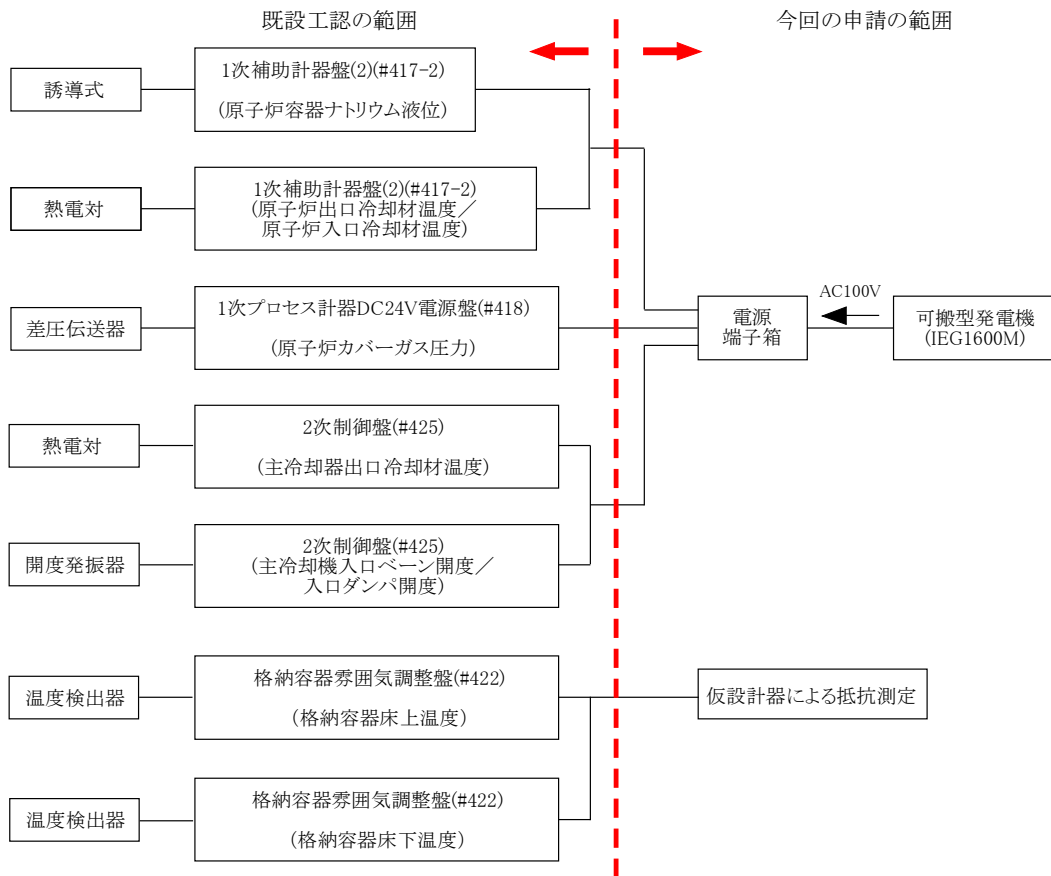 既設工認の範囲
今回の申請の範囲
誘導式
1次補助計器盤(2)(#417-2)
(原子炉容器ナトリウム液位)
熱電対
1次補助計器盤(2)(#417-2)
(原子炉出口冷却材温度／
原子炉入口冷却材温度)
差圧伝送器
1次プロセス計器DC24V電源盤(#418)
(原子炉カバーガス圧力)
電源
端子箱
AC100V
可搬型発電機
(IEG1600M)
熱電対
2次制御盤(#425)
(主冷却器出口冷却材温度)
開度発振器
2次制御盤(#425)
(主冷却機入口ベーン開度／
入口ダンパ開度)
温度検出器
格納容器雰囲気調整盤(#422)
(格納容器床上温度)
仮設計器による抵抗測定
温度検出器
格納容器雰囲気調整盤(#422)
(格納容器床下温度)